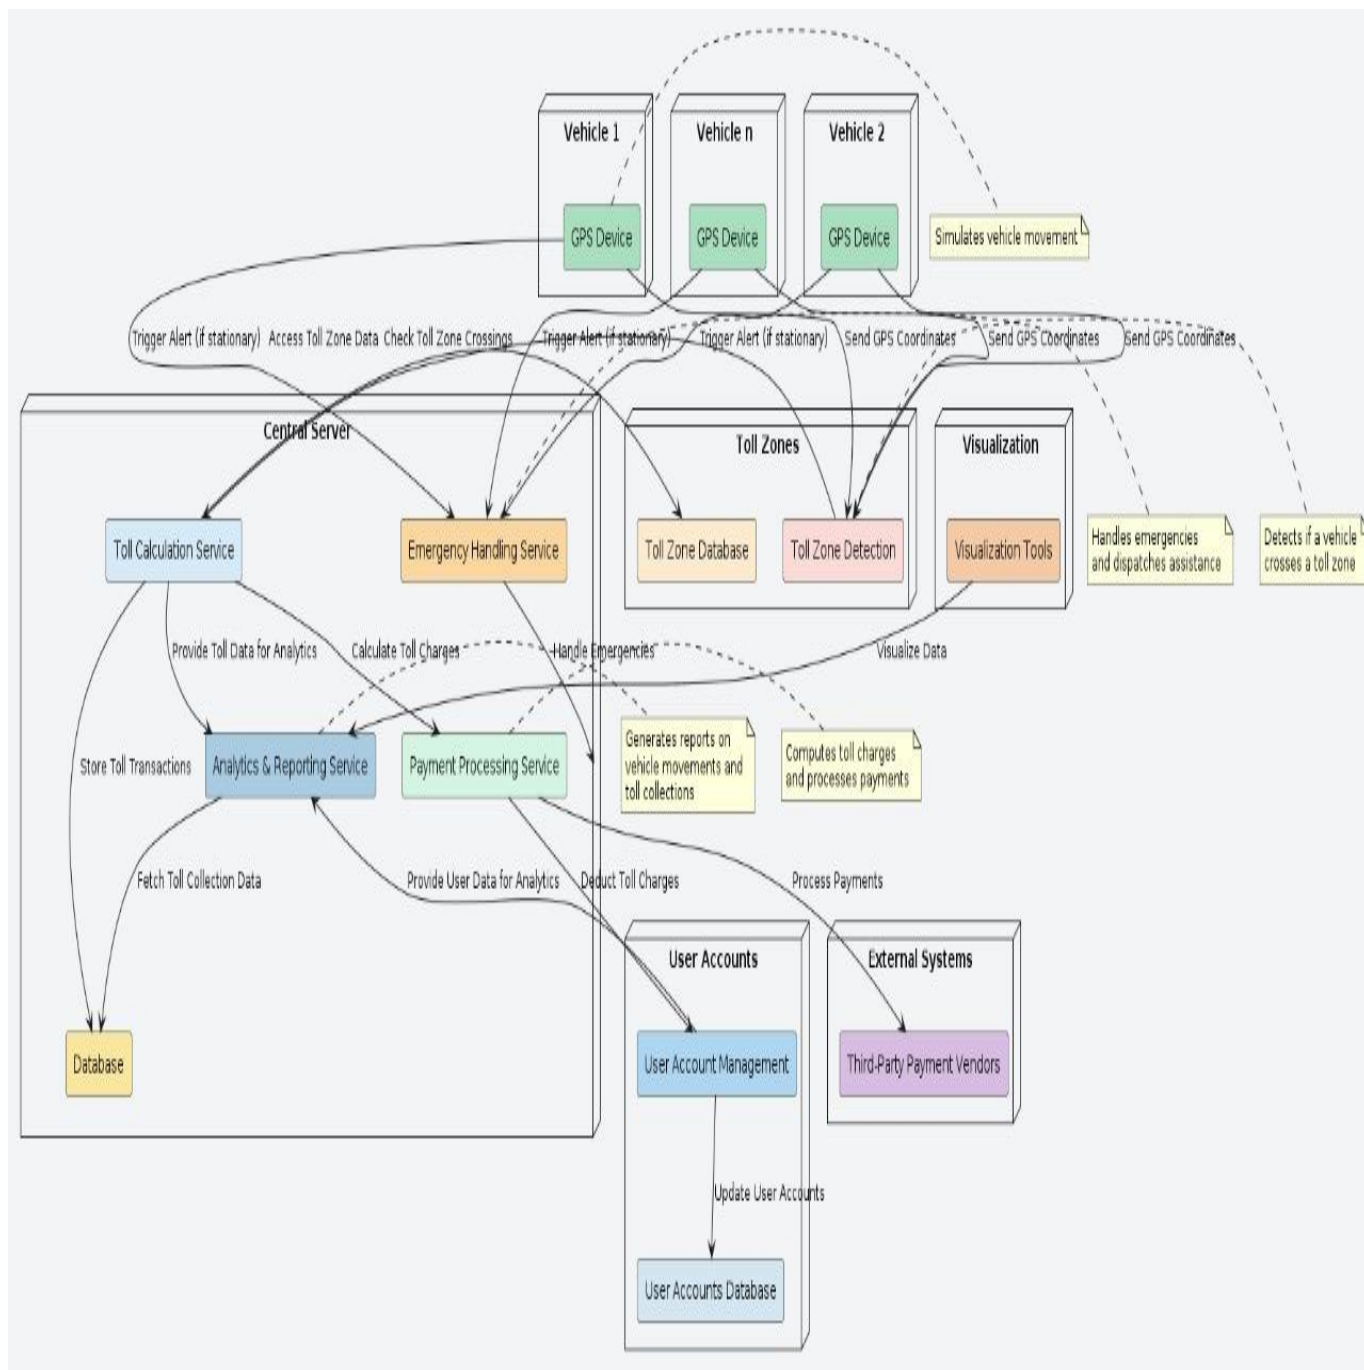 Vehicle 1
Vehicle n
Vehicle 2
GPS Device
GPS Device
GPS Device
Simulates vehicle movement
Trigger Alert (if stationary)
Access Toll Zone Data
Check Toll Zone Crossings
Trigger Alert (if stationary)
Trigger Alert (if stationary)
Send GPS Coordinates
Send GPS Coordinates
Send GPS Coordinates
Central Server
Toll Zones
Visualization
Toll Calculation Service
Emergency Handling Service
Toll Zone Database
Toll Zone Detection
Visualization Tools
Handles emergencies
and dispatches assistance
Detects if a vehicle
crosses a toll zone
Provide Toll Data for Analytics
Calculate Toll Charges
Handle Emergencies
Visualize Data
Store Toll Transactions
Analytics & Reporting Service
Payment Processing Service
Generates reports on
vehicle movements and
toll collections
Computes toll charges
and processes payments
Fetch Toll Collection Data
Provide User Data for Analytics
Deduct Toll Charges
Process Payments
User Accounts
External Systems
Database
User Account Management
Third-Party Payment Vendors
Update User Accounts
User Accounts Database